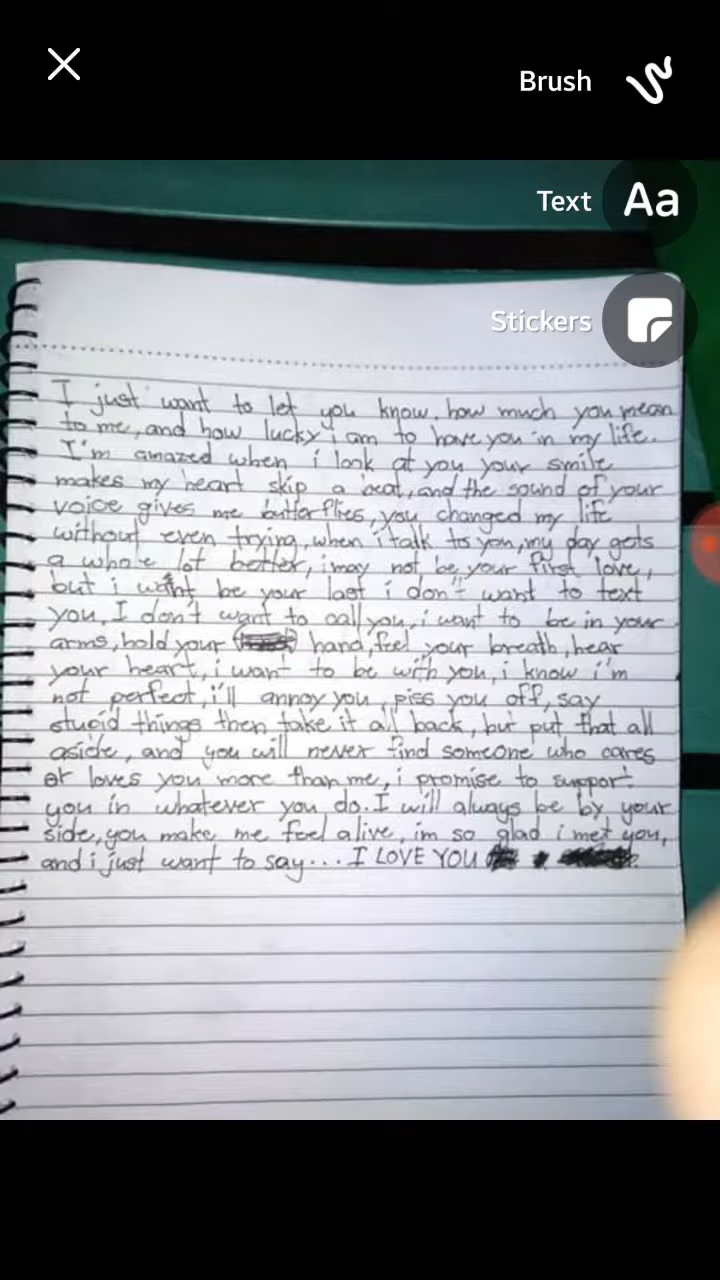 Brush
Text Aa
Stickers
I just want to let you know. how much you mean
to me, and how lucky i am to have you in my life.
I'm amazed when i look at you your smile
makes my heart skip a beat, and the sound of your
voice gives me butterflies, you changed my life
without even trying, when i talk to you, my day gets
a whole lot better, i may not be your first love,
but i want be your last i don't want to text
you. I don't want to call you, i want to be in your
arms, hold your hand, feel your breath, hear
your heart, i want to be with you, i know i'm
not perfect, i'll annoy you, piss you off, say
stupid things then take it all back, but put that all
aside, and you will never find someone who cares
or loves you more than me, i promise to support
you in whatever you do. I will always be by your
side, you make me feel alive, im so glad i met you,
and i just want to say... I LOVE YOU